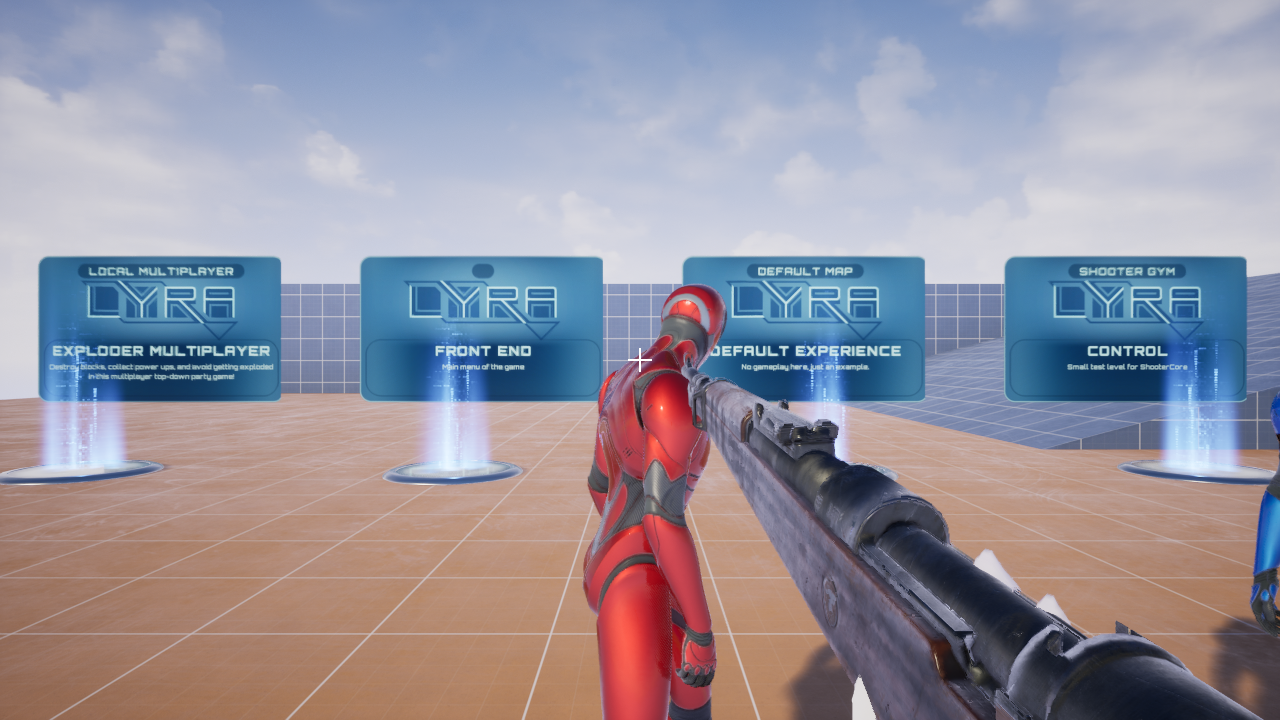 LOCAL MULTIPLAYER
LYRA
EXPLODER MULTIPLAYER
Destroy blocks, collect power ups, and avoid getting exploded
in this multiplayer top-down party game!
LYRA
FRONT END
Main menu of the game
DEFAULT MAP
LYRA
DEFAULT EXPERIENCE
No gameplay here, just an example.
SHOOTER GYM
LYRA
CONTROL
Small test level for ShooterCore